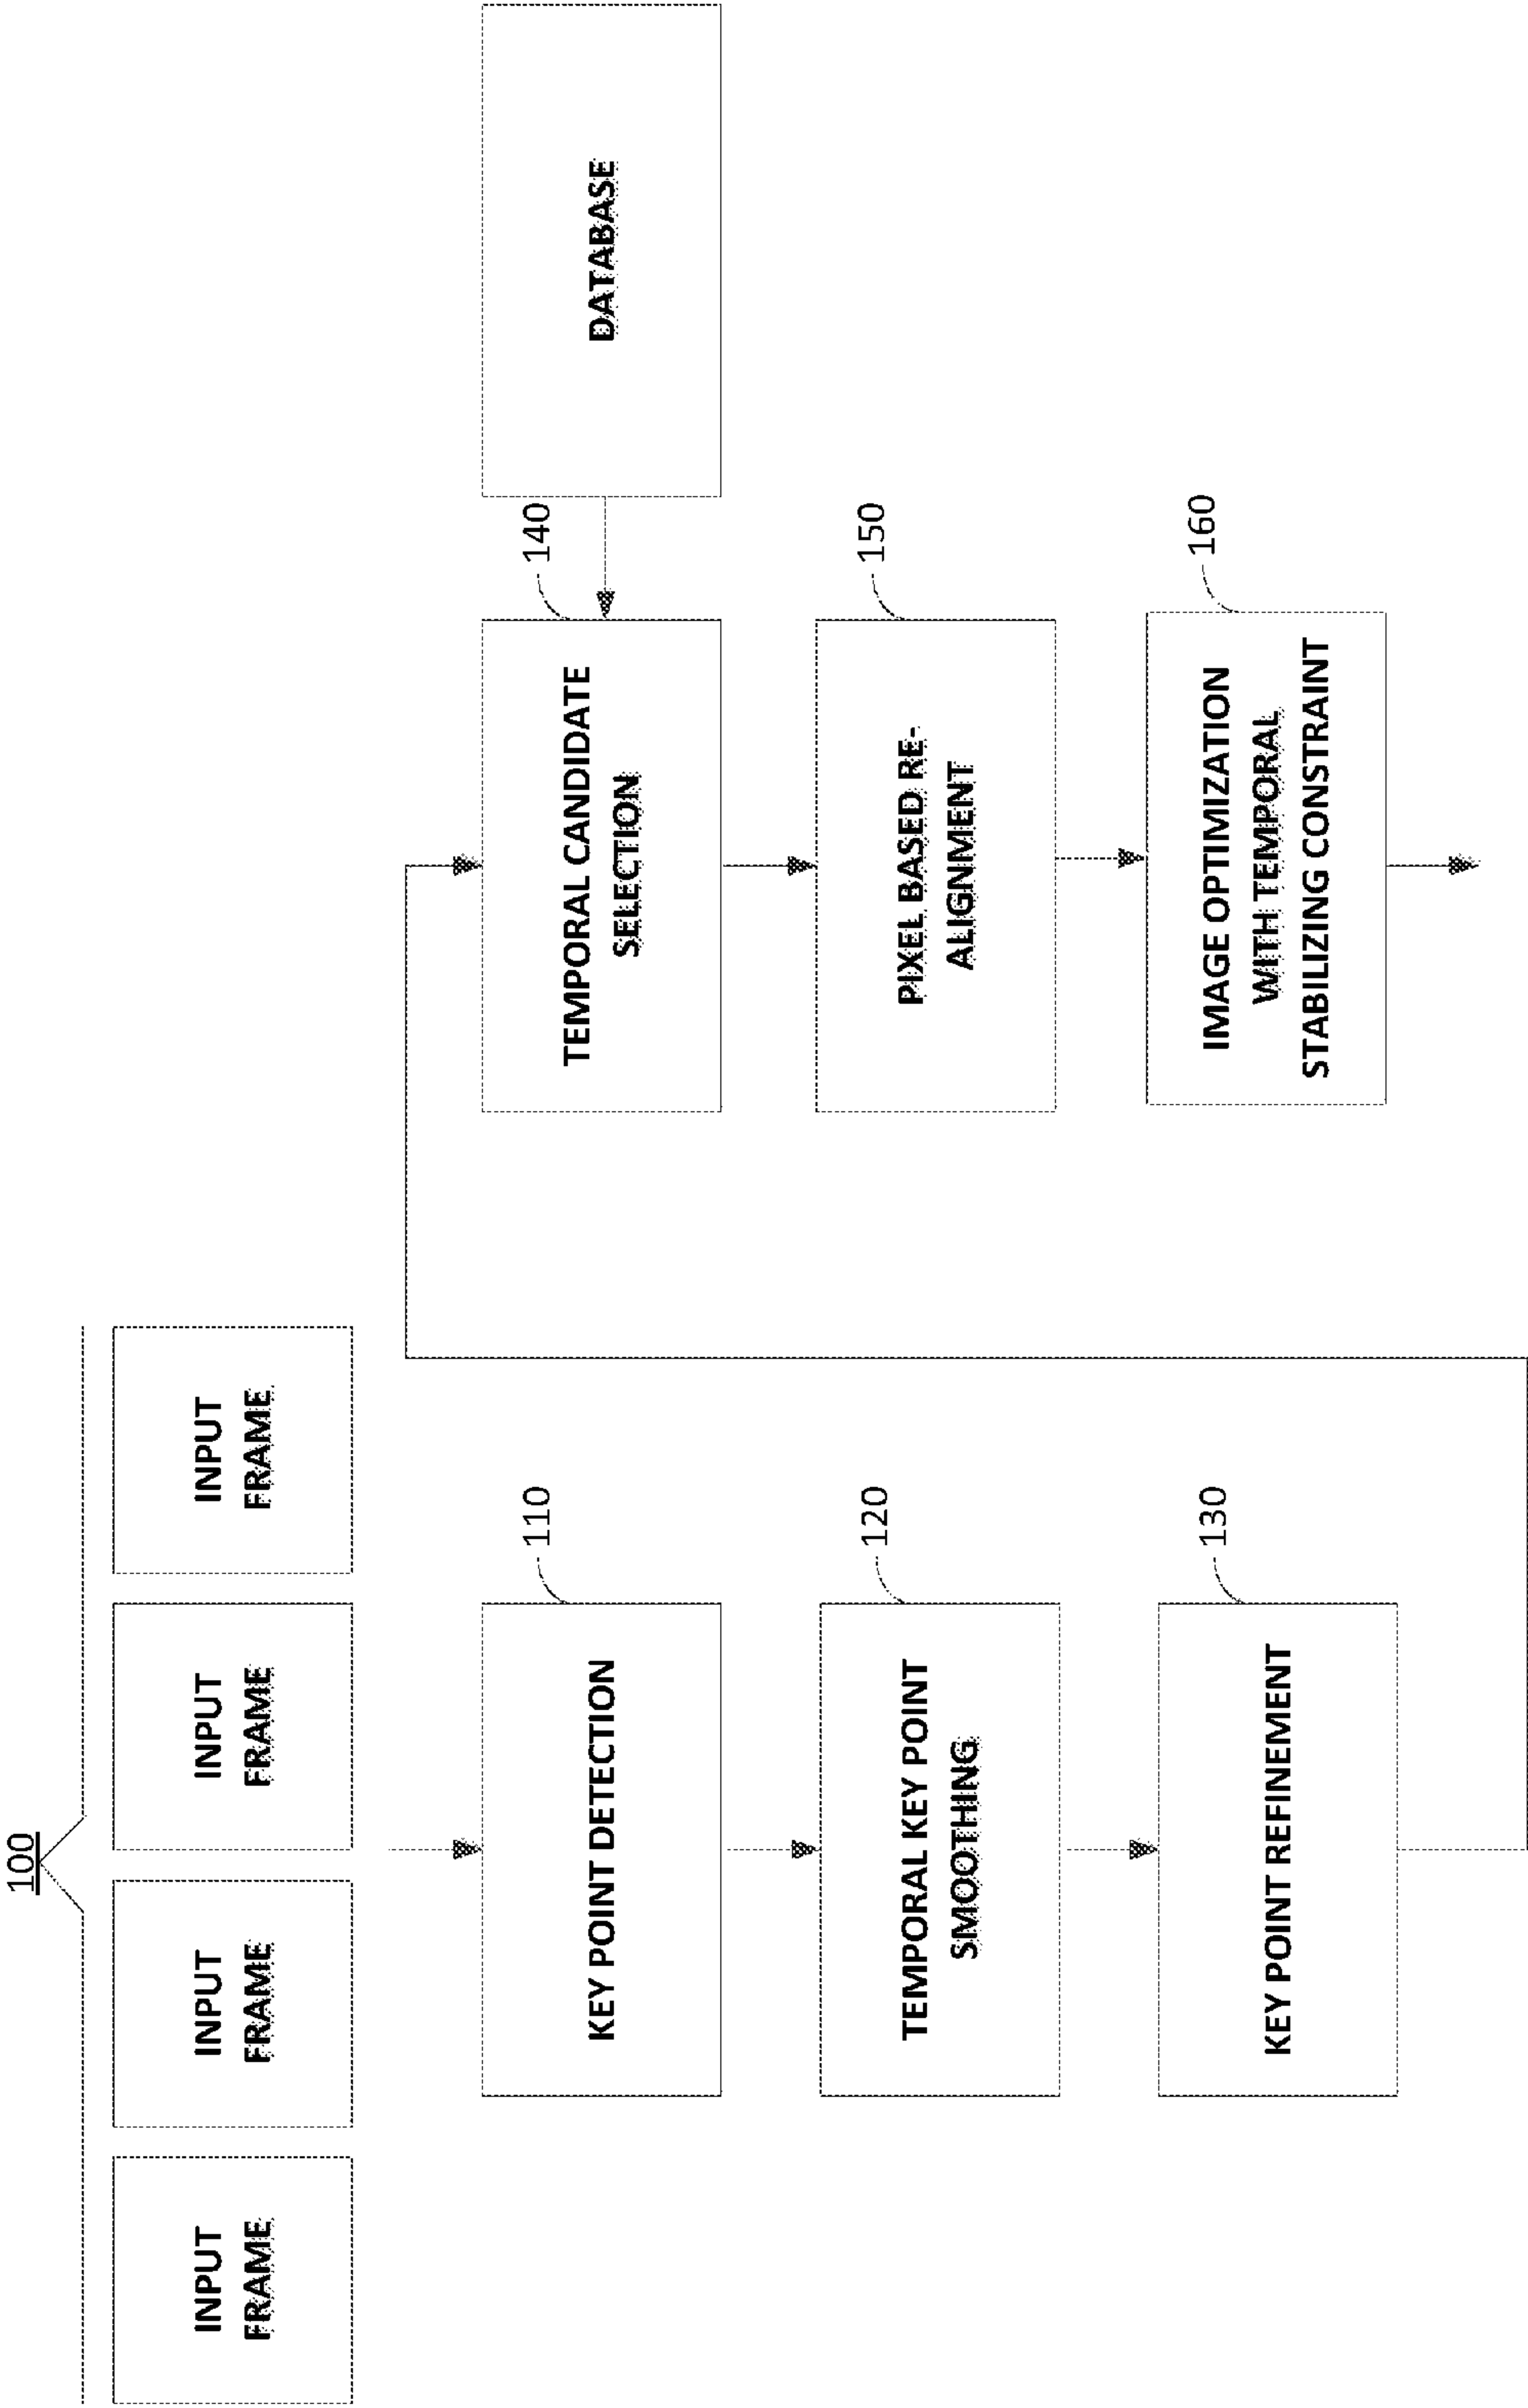 100
INPUT
FRAME
INPUT
FRAME
INPUT
FRAME
INPUT
FRAME
110
KEY POINT DETECTION
120
TEMPORAL KEY POINT
SMOOTHING
130
KEY POINT REFINEMENT
140
TEMPORAL CANDIDATE
SELECTION
DATABASE
150
PIXEL BASED RE-
ALIGNMENT
160
IMAGE OPTIMIZATION
WITH TEMPORAL
STABILIZING CONSTRAINT